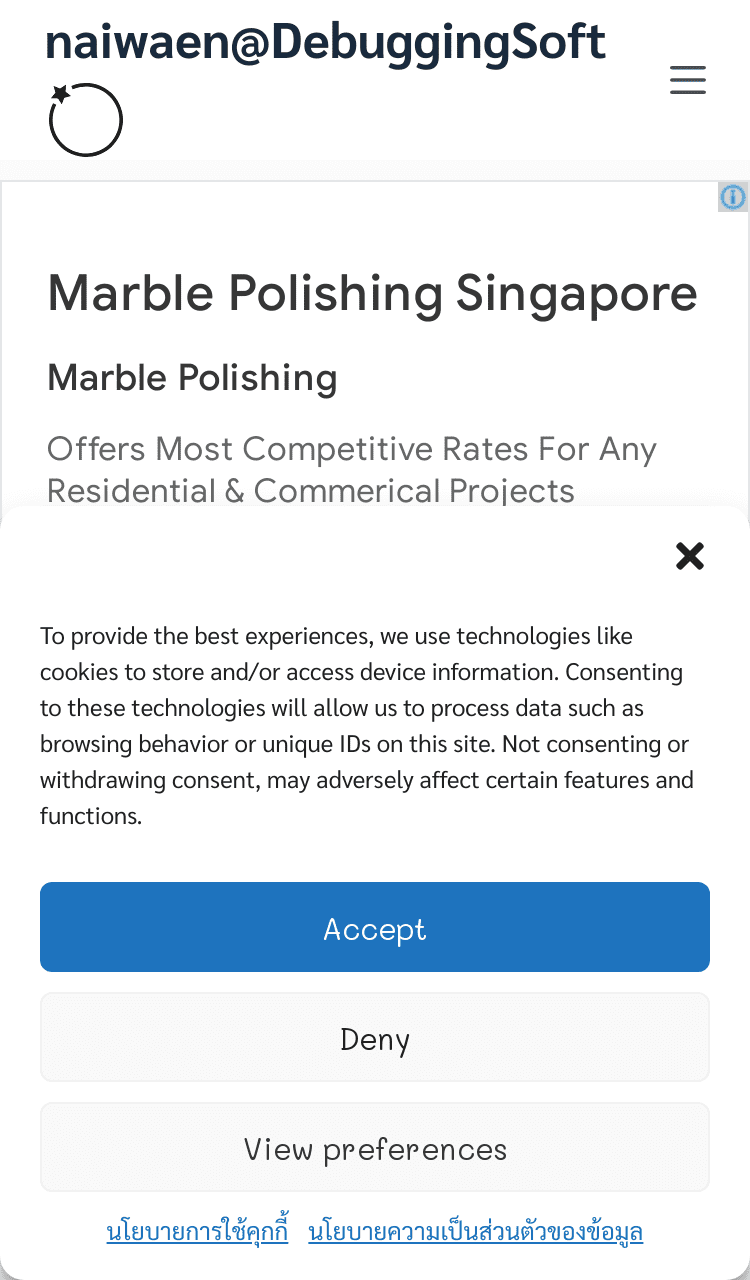 naiwaen@DebuggingSoft
Marble Polishing Singapore
Marble Polishing
Offers Most Competitive Rates For Any
Residential & Commerical Projects
To provide the best experiences, we use technologies like
cookies to store and/or access device information. Consenting
to these technologies will allow us to process data such as
browsing behavior or unique IDs on this site. Not consenting or
withdrawing consent, may adversely affect certain features and
functions.
Accept
Deny
View preferences
นโยบายการใช้คุกกี้ นโยบายความเป็นส่วนตัวของข้อมูล